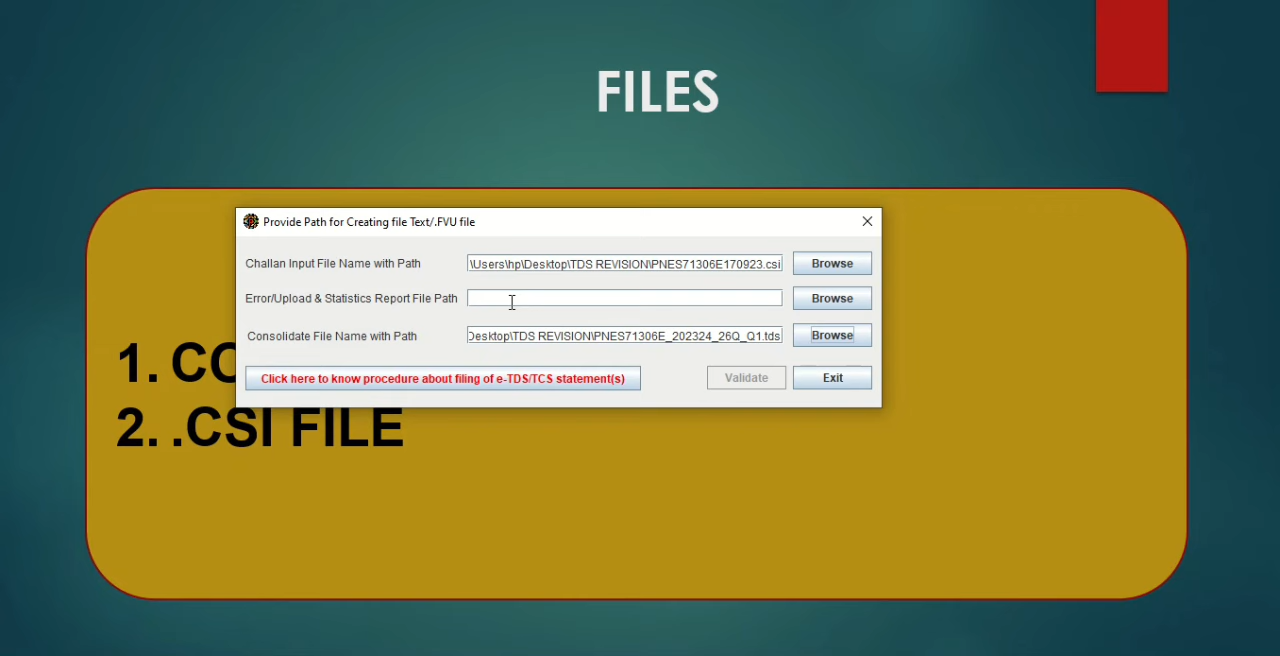 FILES
Provide Path for Creating file Text/.FVU file
Challan Input File Name with Path \Users\hp\Desktop\TDS REVISION\PNES71306E170923.csi Browse
Error/Upload & Statistics Report File Path Browse
Consolidate File Name with Path Desktop\TDS REVISION\PNES71306E_202324_26Q_Q1.tds Browse
Click here to know procedure about filing of e-TDS/TCS statement(s) Validate Exit
1. CO
2. .CSI FILE